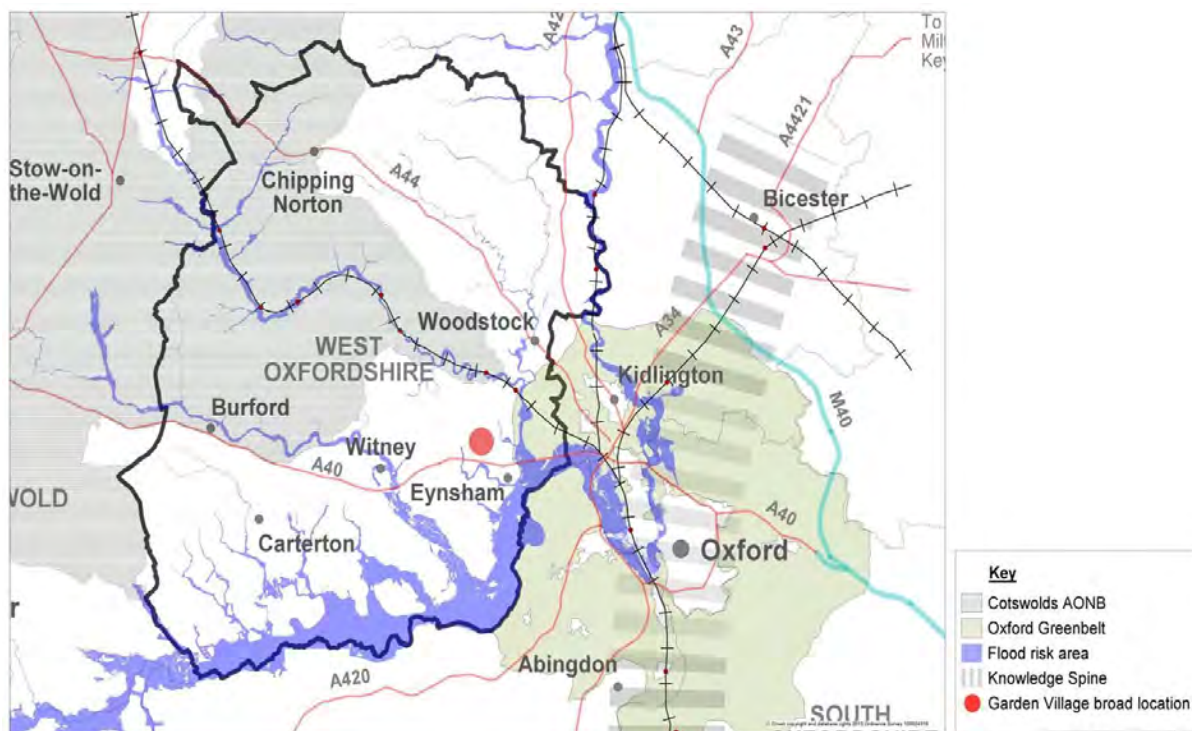 To
Mil
Key
A42
A43
A4421
Stow-on-
the-Wold
Chipping
Norton
A44
Bicester
Woodstock
A34
WEST
OXFORDSHIRE
Kidlington
M40
Burford
Witney
A40
Eynsham
WOLD
A40
Carterton
Oxford
r
Abingdon
A420
SOUTH
Key
Cotswolds AONB
Oxford Greenbelt
Flood risk area
Knowledge Spine
Garden Village broad location